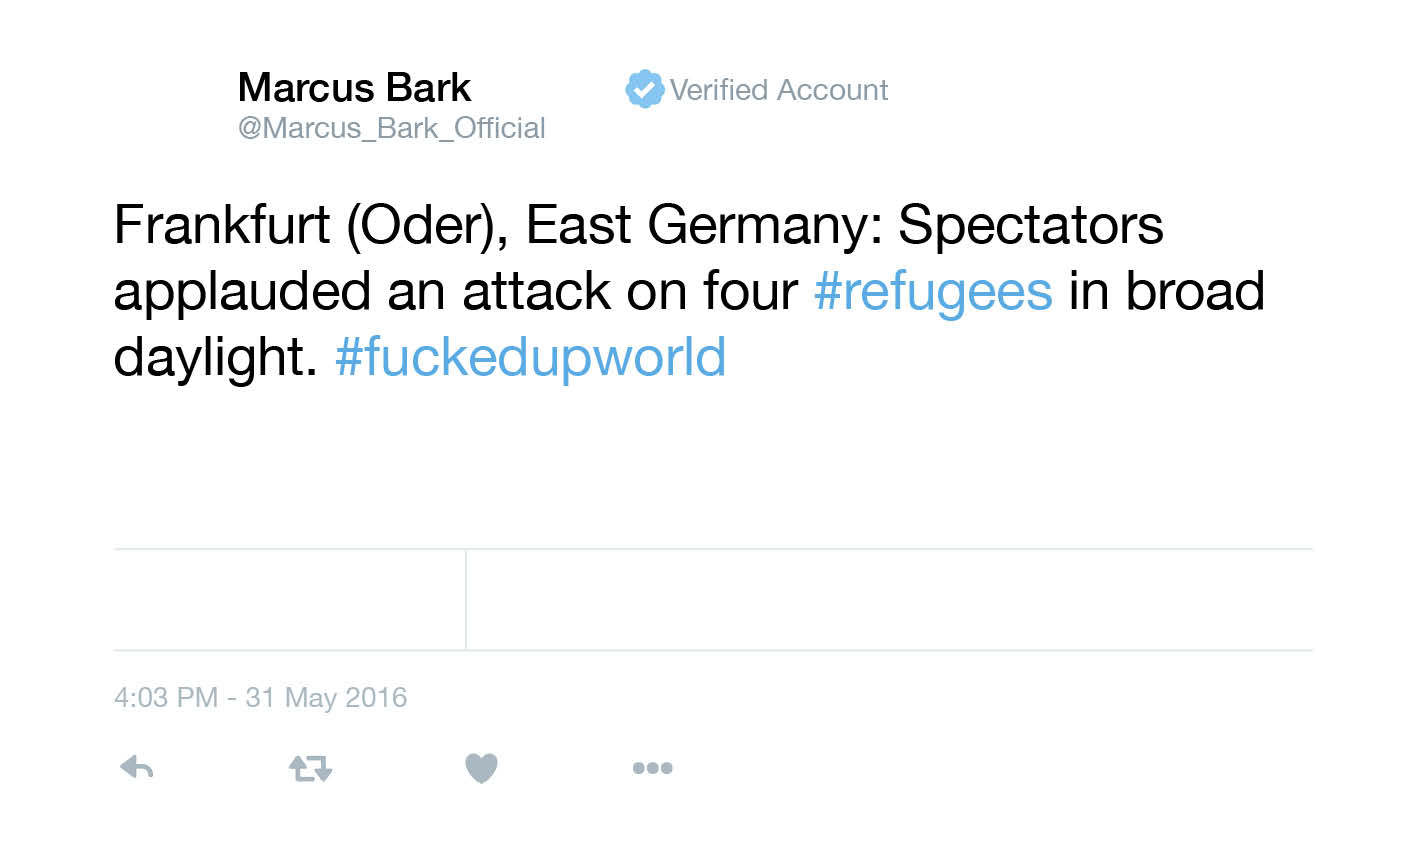 Marcus Bark
Verified Account
@Marcus_Bark_Official
Frankfurt (Oder), East Germany: Spectators
applauded an attack on four #refugees in broad
daylight. #fuckedupworld
4:03 PM - 31 May 2016